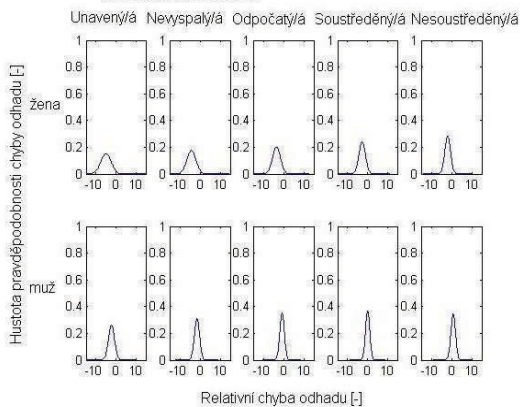 Unavený/á Nevyspalý/á Odpočatý/á Soustředěný/á Nesoustředěný/á
1 1 1 1 1
0.8 0.8 0.8 0.8 0.8
0.6 0.6 0.6 0.6 0.6
žena
0.4 0.4 0.4 0.4 0.4
0.2 0.2 0.2 0.2 0.2
0 0 0 0 0
-10 0 10 -10 0 10 -10 0 10 -10 0 10 -10 0 10
Hustota pravděpodobnosti chyby odhadu [-]
1 1 1 1 1
0.8 0.8 0.8 0.8 0.8
0.6 0.6 0.6 0.6 0.6
muž
0.4 0.4 0.4 0.4 0.4
0.2 0.2 0.2 0.2 0.2
0 0 0 0 0
-10 0 10 -10 0 10 -10 0 10 -10 0 10 -10 0 10
Relativní chyba odhadu [-]